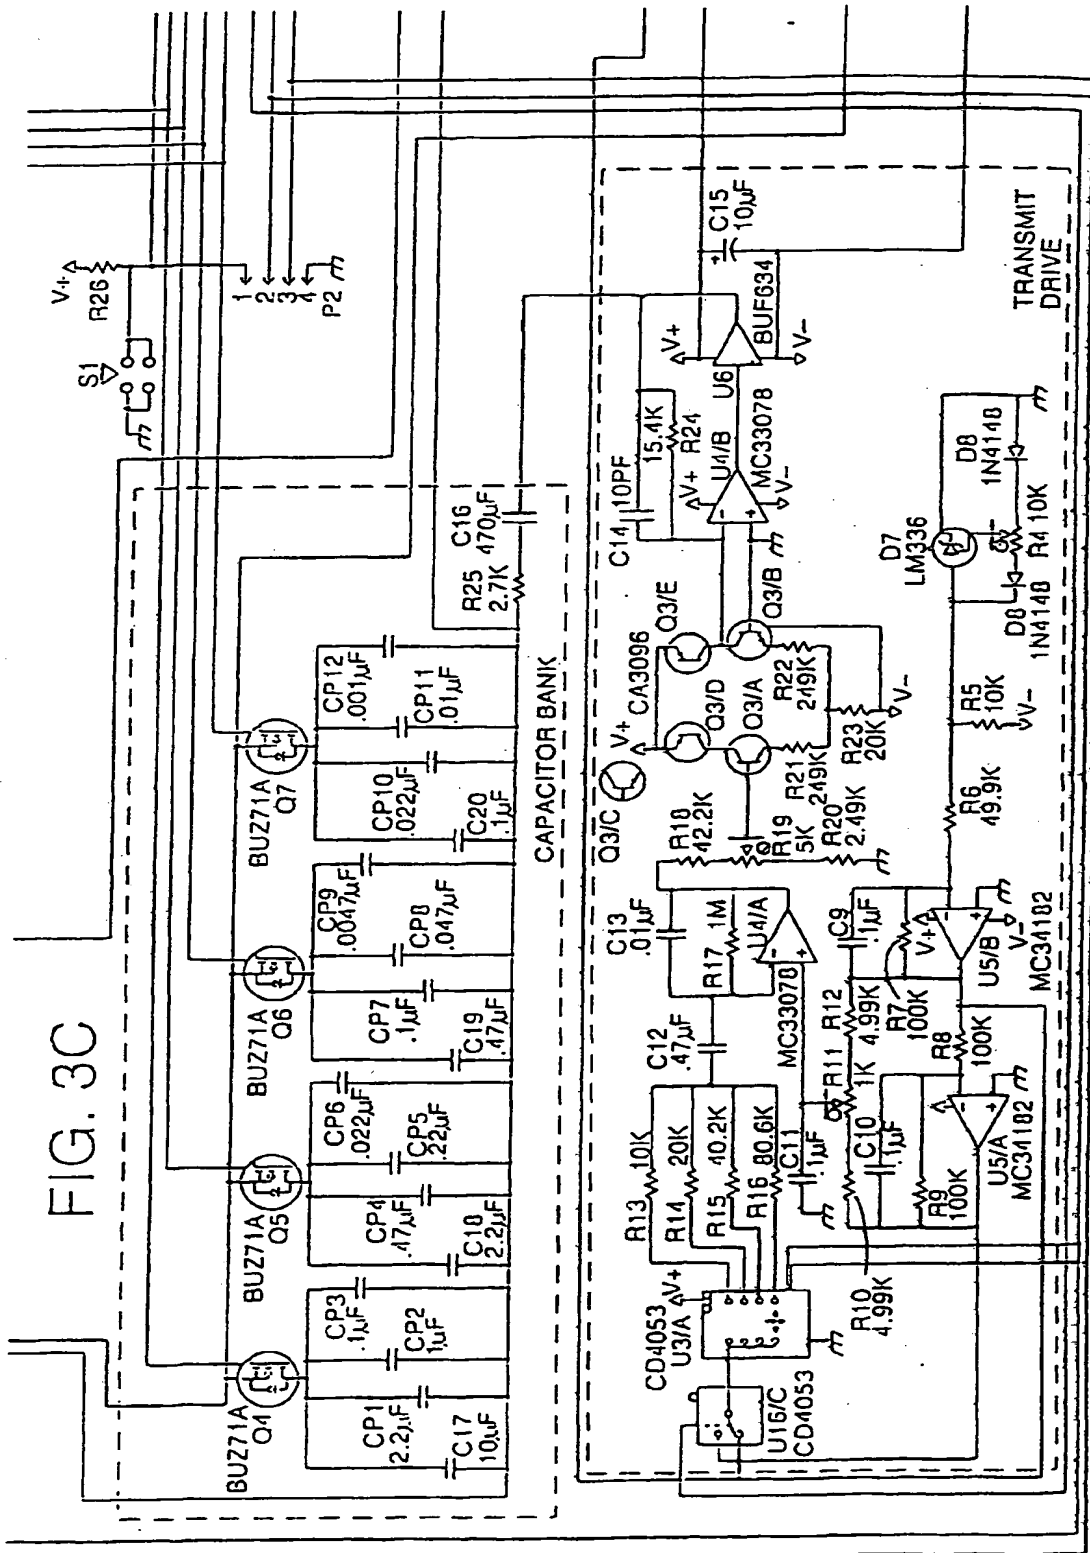 FIG. 3C
V+
R26
S1
1
2
3
4
P2
BUZ71A
Q4
BUZ71A
Q5
BUZ71A
Q6
BUZ71A
Q7
CP1
2.2µF
C17
10µF
CP3
.1µF
CP2
1µF
CP4
.47µF
C18
2.2µF
CP6
.022µF
CP5
.22µF
CP7
.1µF
C19
.47µF
CP9
.0047µF
CP8
.047µF
CP10
.022µF
C20
.1µF
CP12
.001µF
CP11
.01µF
R25
2.7K
C16
470µF
CAPACITOR BANK
CD4053
U3/A
V+
U16/C
CD4053
R13
10K
R14
20K
R15
40.2K
R16
80.6K
C11
.1µF
C12
.47µF
C13
.01µF
R17
1M
U4/A
MC33078
-
+
R18
42.2K
R19
5K
R20
2.49K
Q3/C
V+
CA3096
Q3/D
Q3/E
Q3/A
Q3/B
R21
249K
R22
249K
R23
20K
V-
C14
10PF
15.4K
R24
V+
U4/B
-
+
MC33078
V-
V+
U6
BUF634
V-
+
C15
10µF
R10
4.99K
R11
1K
R12
4.99K
C10
.1µF
R9
100K
U5/A
MC34182
-
+
R8
100K
R7
100K
C9
.1µF
V+
-
+
V-
U5/B
MC34182
R6
49.9K
R5
10K
V-
D7
LM336
D8
1N4148
R4 10K
D8
1N4148
TRANSMIT
DRIVE